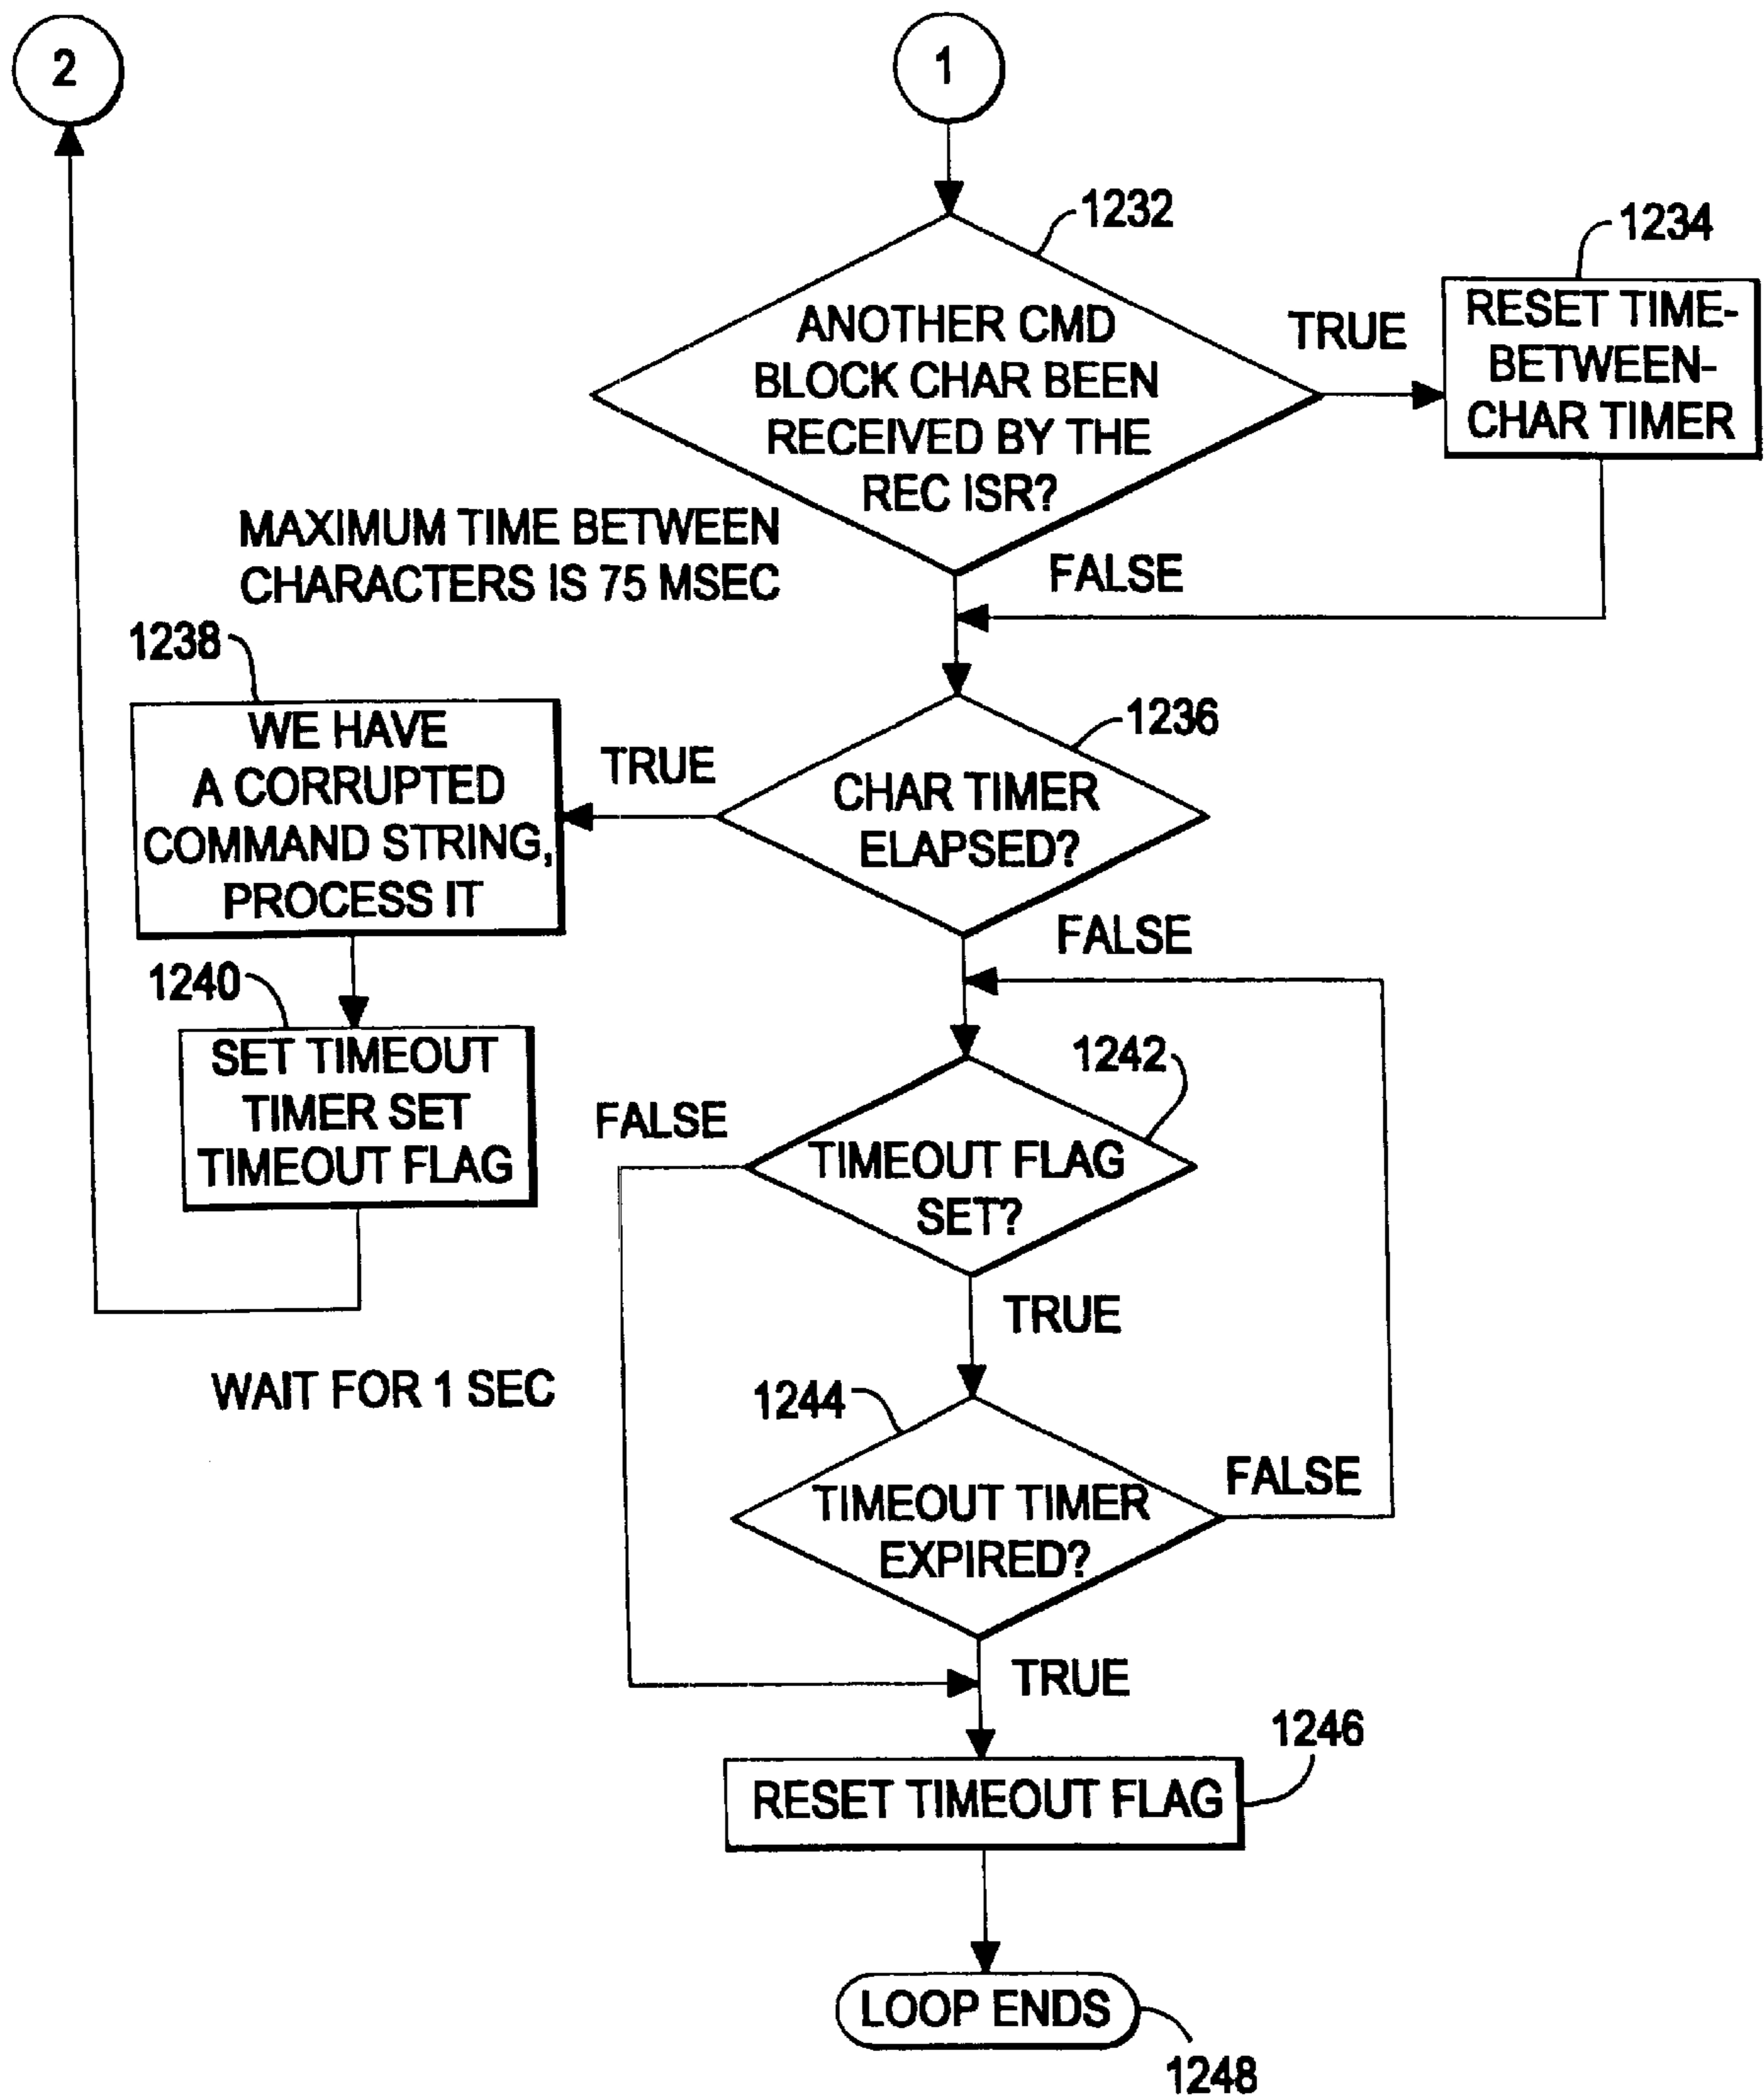 2
1
1232
1234
ANOTHER CMD
BLOCK CHAR BEEN
RECEIVED BY THE
REC ISR?
TRUE
RESET TIME-
BETWEEN-
CHAR TIMER
MAXIMUM TIME BETWEEN
CHARACTERS IS 75 MSEC
FALSE
1238
WE HAVE
A CORRUPTED
COMMAND STRING,
PROCESS IT
TRUE
1236
CHAR TIMER
ELAPSED?
FALSE
1240
SET TIMEOUT
TIMER SET
TIMEOUT FLAG
1242
FALSE
TIMEOUT FLAG
SET?
TRUE
WAIT FOR 1 SEC
1244
TIMEOUT TIMER
EXPIRED?
FALSE
TRUE
1246
RESET TIMEOUT FLAG
LOOP ENDS
1248